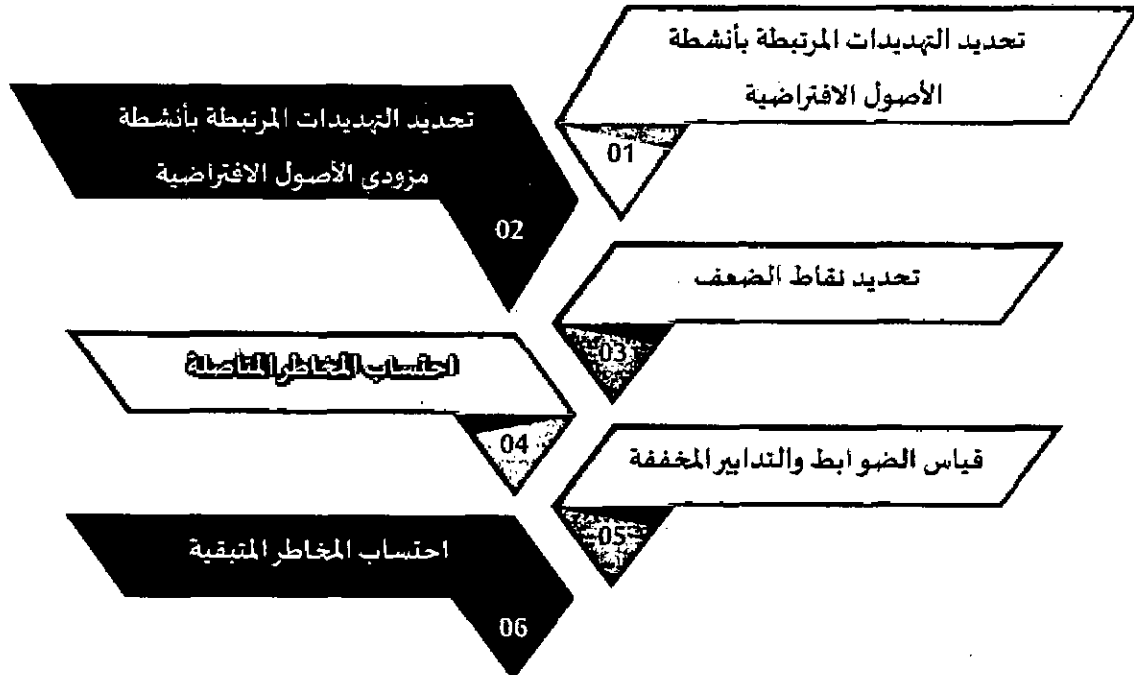 تحديد التهديدات المرتبطة بأنشطة
الأصول الافتراضية
01
تحديد التهديدات المرتبطة بأنشطة
مزودي الأصول الافتراضية
02
تحديد نقاط الضعف
03
احتساب المخاطر المتأصلة
04
قياس الضوابط والتدابير المخففة
05
احتساب المخاطر المتبقية
06